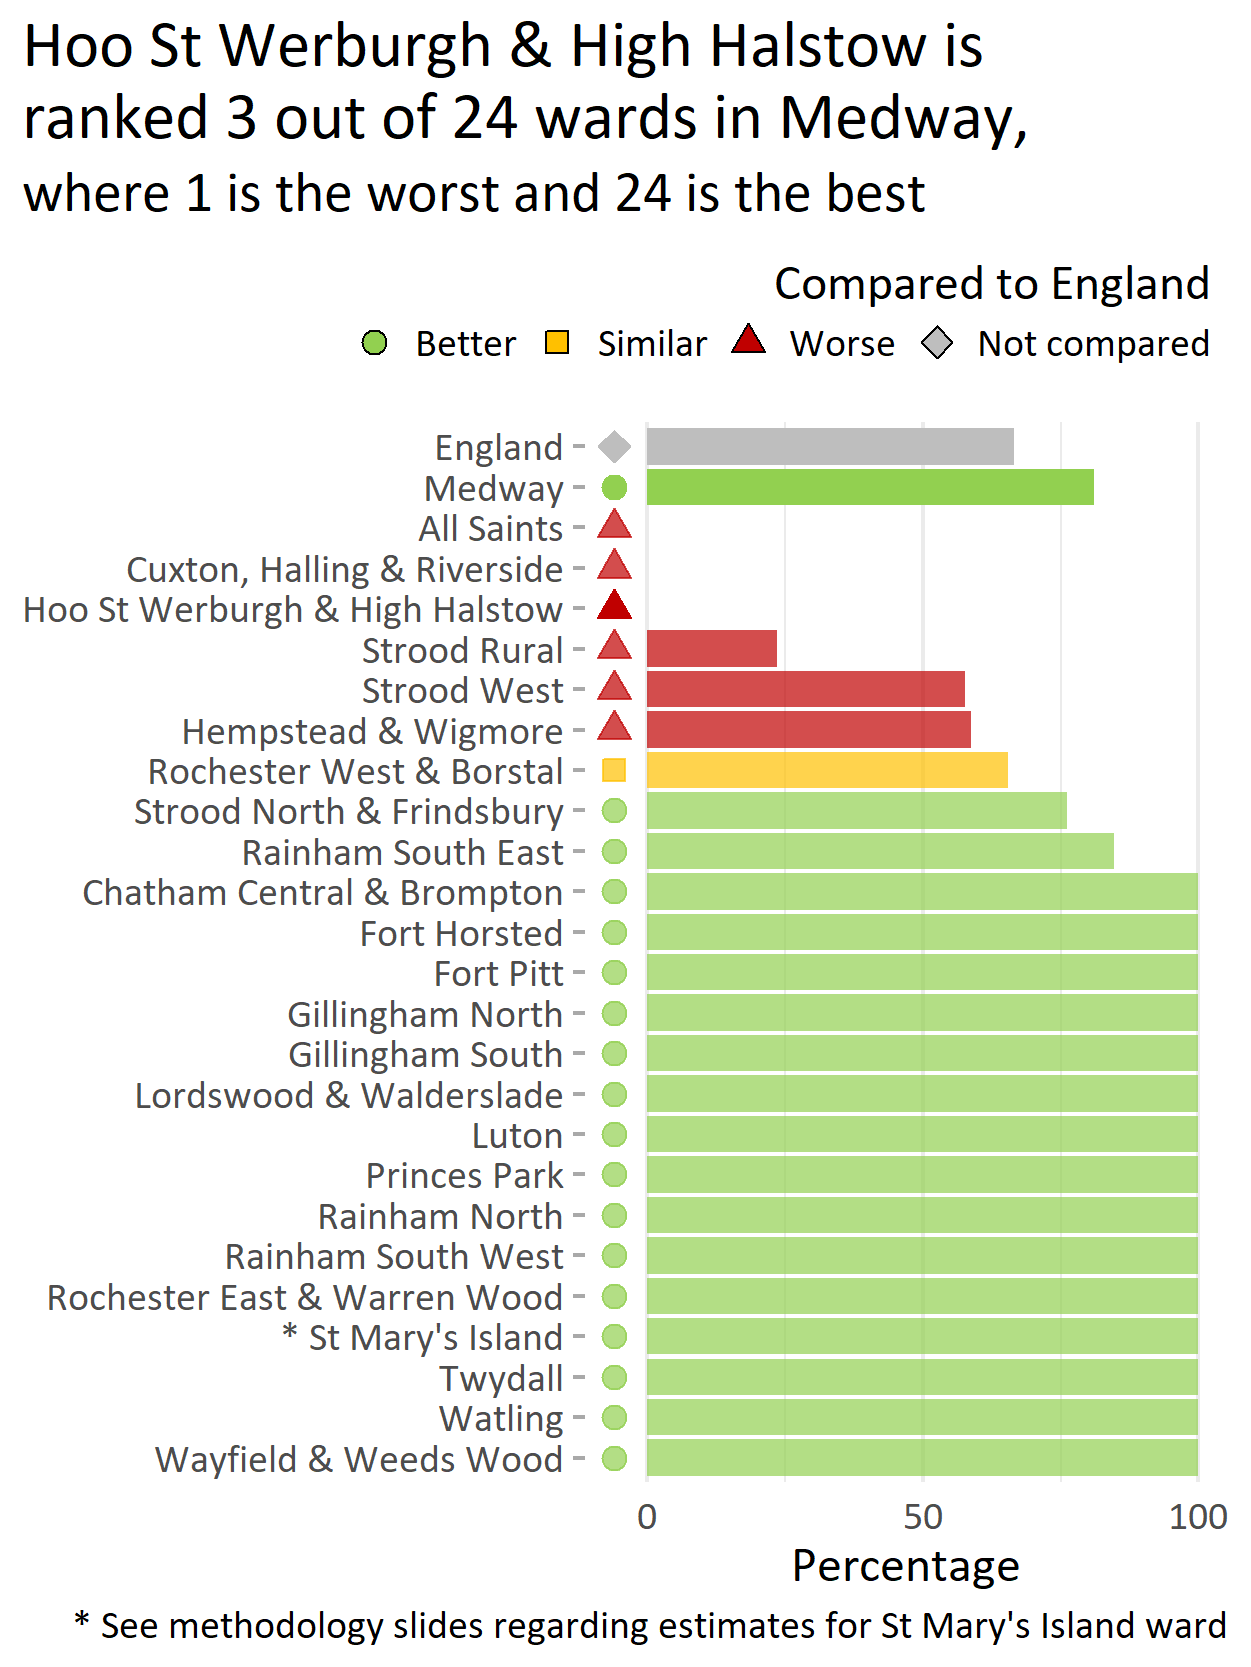 Hoo St Werburgh & High Halstow is
ranked 3 out of 24 wards in Medway,
where 1 is the worst and 24 is the best
Compared to England
Better Similar Worse Not compared
England
Medway
All Saints
Cuxton, Halling & Riverside
Hoo St Werburgh & High Halstow
Strood Rural
Strood West
Hempstead & Wigmore
Rochester West & Borstal
Strood North & Frindsbury
Rainham South East
Chatham Central & Brompton
Fort Horsted
Fort Pitt
Gillingham North
Gillingham South
Lordswood & Walderslade
Luton
Princes Park
Rainham North
Rainham South West
Rochester East & Warren Wood
* St Mary's Island
Twydall
Watling
Wayfield & Weeds Wood
0 50 100
Percentage
* See methodology slides regarding estimates for St Mary's Island ward